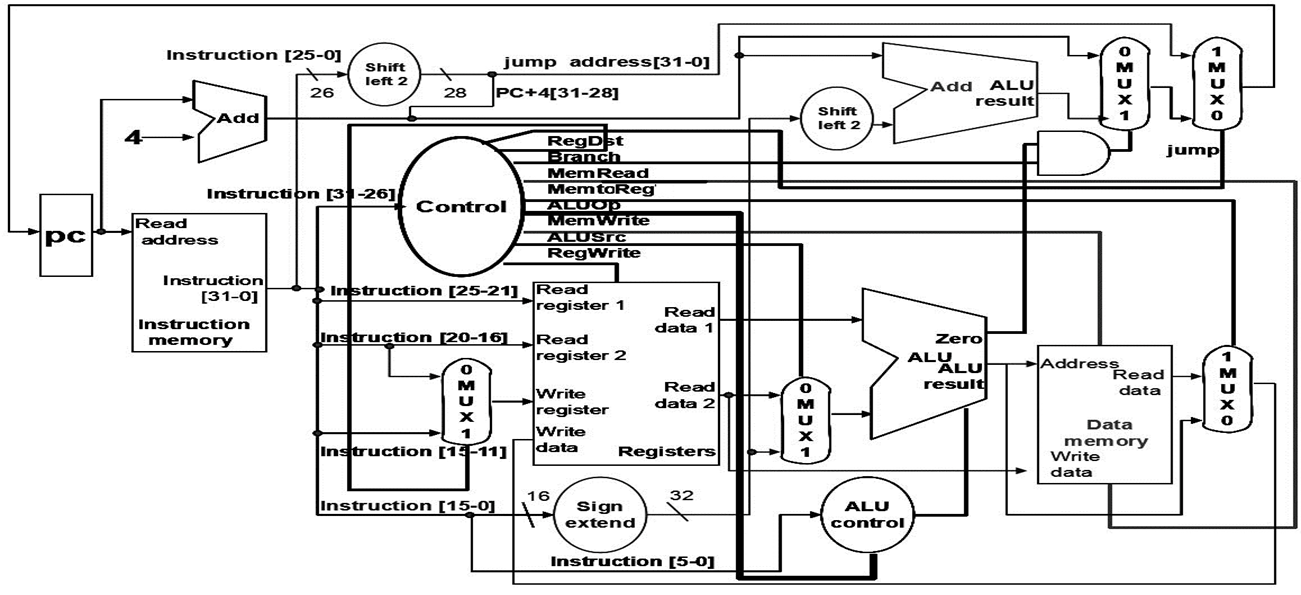 Instruction [25-0]
Shift
left 2
26
28
jump address[31-0]
PC+4[31-28]
Add
4
Add
ALU
result
Shift
left 2
0
M
U
X
1
1
M
U
X
0
jump
RegDst
Branch
MemRead
MemtoReg
ALUOp
MemWrite
ALUSrc
RegWrite
Instruction [31-26]
Control
pc
Read
address
Instruction
[31-0]
Instruction
memory
Instruction [25-21]
Instruction [20-16]
0
M
U
X
1
Instruction [15-11]
Instruction [15-0]
Read
register 1
Read
register 2
Write
register
Write
data
Read
data 1
Read
data 2
Registers
0
M
U
X
1
Zero
ALU
ALU
result
Address
Read
data
Data
memory
Write
data
1
M
U
X
0
16
Sign
extend
32
ALU
control
Instruction [5-0]